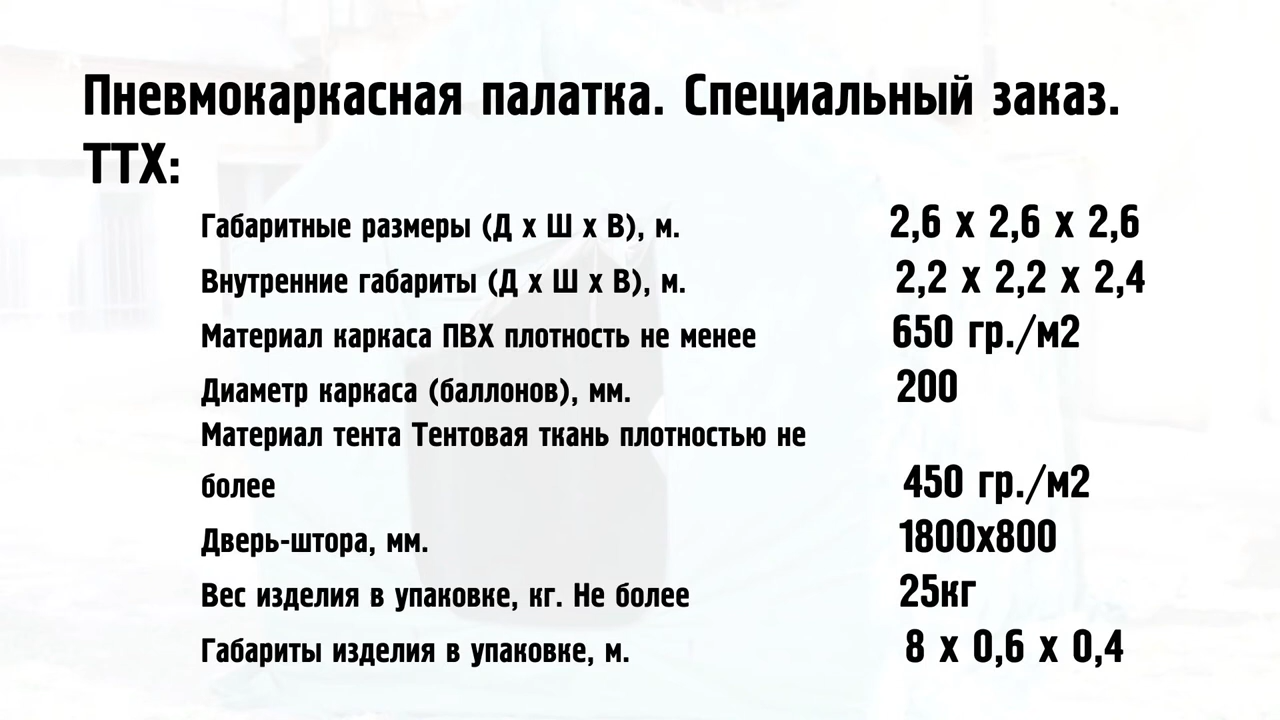 Пневмокаркасная палатка. Специальный заказ.
ТТХ:
Габаритные размеры (Д х Ш х В), м. 2,6 х 2,6 х 2,6
Внутренние габариты (Д х Ш х В), м. 2,2 х 2,2 х 2,4
Материал каркаса ПВХ плотность не менее 650 гр./м2
Диаметр каркаса (баллонов), мм. 200
Материал тента Тентовая ткань плотностью не
более 450 гр./м2
Дверь-штора, мм. 1800х800
Вес изделия в упаковке, кг. Не более 25кг
Габариты изделия в упаковке, м. 8 х 0,6 х 0,4